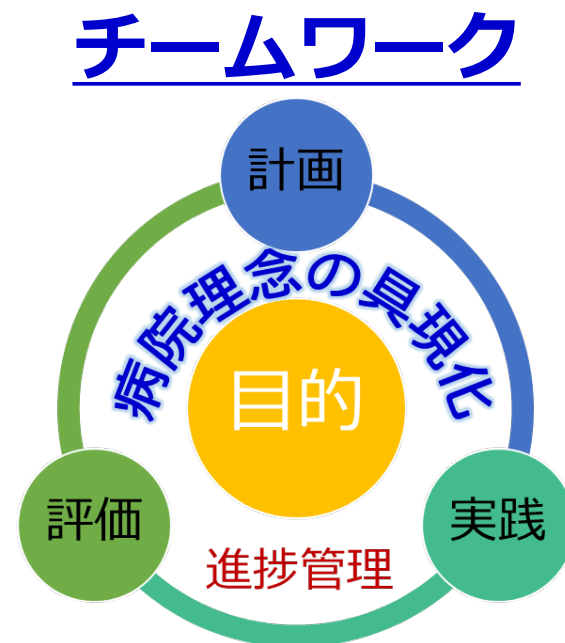 チームワーク
計画
病院理念の具現化
目的
評価
実践
進捗管理